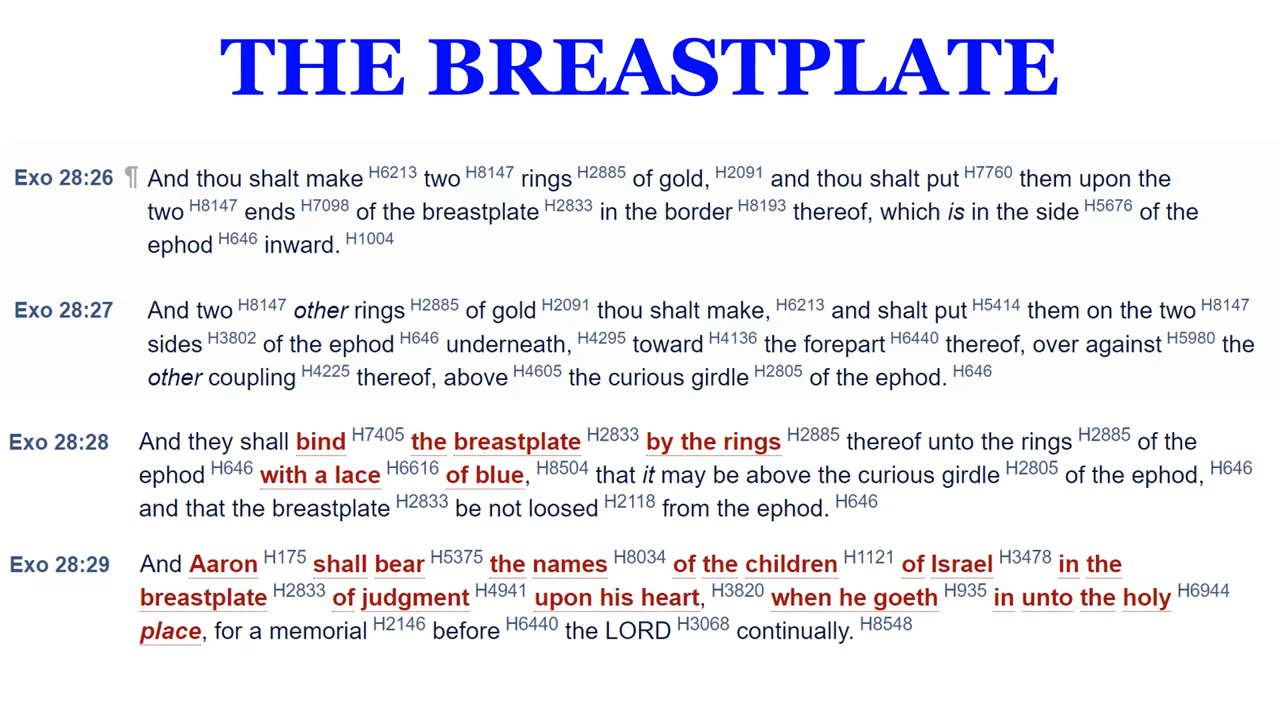 THE BREASTPLATE
Exo 28:26 ¶ And thou shalt make H6213 two H8147 rings H2885 of gold, H2091 and thou shalt put H7760 them upon the
two H8147 ends H7098 of the breastplate H2833 in the border H8193 thereof, which is in the side H5676 of the
ephod H646 inward. H1004
Exo 28:27 And two H8147 other rings H2885 of gold H2091 thou shalt make, H6213 and shalt put H5414 them on the two H8147
sides H3802 of the ephod H646 underneath, H4295 toward H4136 the forepart H6440 thereof, over against H5980 the
other coupling H4225 thereof, above H4605 the curious girdle H2805 of the ephod. H646
Exo 28:28 And they shall bind H7405 the breastplate H2833 by the rings H2885 thereof unto the rings H2885 of the
ephod H646 with a lace H6616 of blue, H8504 that it may be above the curious girdle H2805 of the ephod, H646
and that the breastplate H2833 be not loosed H2118 from the ephod. H646
Exo 28:29 And Aaron H175 shall bear H5375 the names H8034 of the children H1121 of Israel H3478 in the
breastplate H2833 of judgment H4941 upon his heart, H3820 when he goeth H935 in unto the holy H6944
place, for a memorial H2146 before H6440 the LORD H3068 continually. H8548